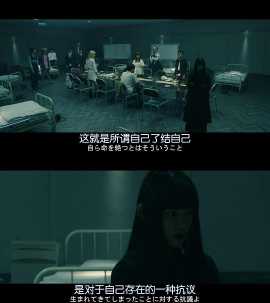 这就是所谓自己了结自己
自ら命を絶つとはそういうこと
是对于自己存在的一种抗议
生まれてきてしまったことに対する抗議よ